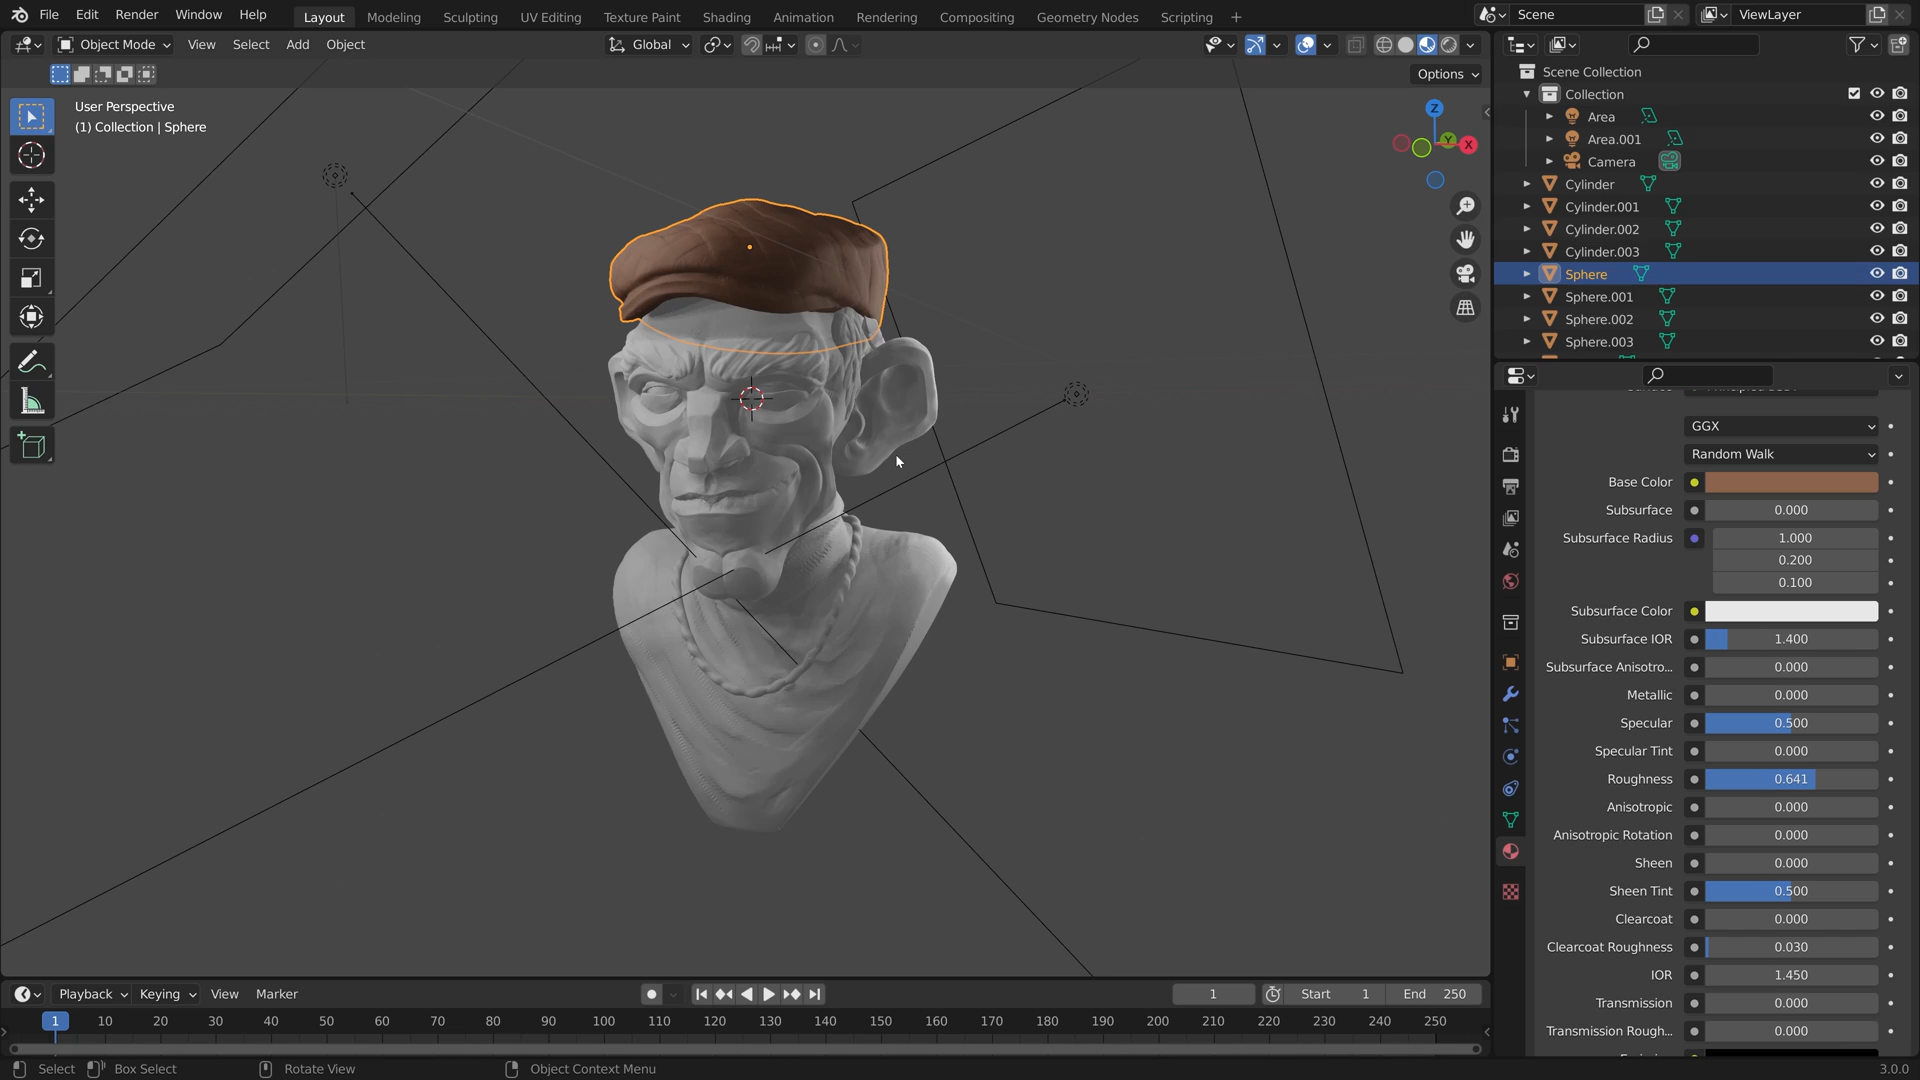 File Edit Render Window Help Layout Modeling Sculpting UV Editing Texture Paint Shading Animation Rendering Compositing Geometry Nodes Scripting + Scene ViewLayer
Object Mode View Select Add Object Global
Options
User Perspective
(1) Collection | Sphere
Z
Y
X
Scene Collection
Collection
Area
Area.001
Camera
Cylinder
Cylinder.001
Cylinder.002
Cylinder.003
Sphere
Sphere.001
Sphere.002
Sphere.003
GGX
Random Walk
Base Color
Subsurface 0.000
Subsurface Radius 1.000
0.200
0.100
Subsurface Color
Subsurface IOR 1.400
Subsurface Anisotro... 0.000
Metallic 0.000
Specular 0.500
Specular Tint 0.000
Roughness 0.641
Anisotropic 0.000
Anisotropic Rotation 0.000
Sheen 0.000
Sheen Tint 0.500
Clearcoat 0.000
Clearcoat Roughness 0.030
IOR 1.450
Transmission 0.000
Transmission Rough... 0.000
Playback Keying View Marker 1 Start 1 End 250
1 10 20 30 40 50 60 70 80 90 100 110 120 130 140 150 160 170 180 190 200 210 220 230 240 250
Select Box Select Rotate View Object Context Menu 3.0.0